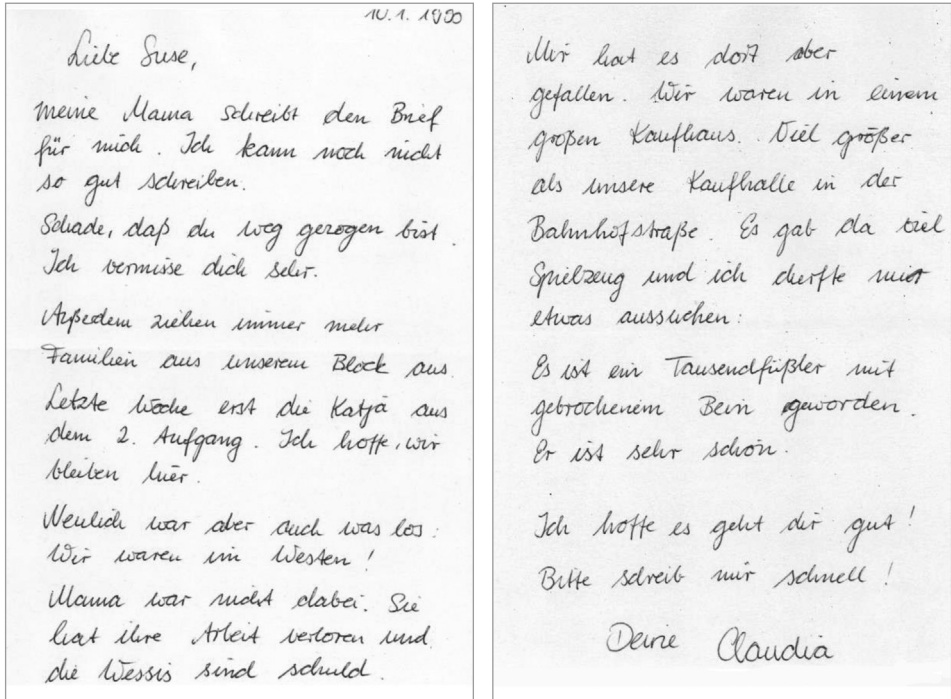 10.1.1990
Liebe Suse,
meine Mama schreibt den Brief
für mich. Ich kann noch nicht
so gut schreiben.
Schade, daß du weg gezogen bist.
Ich vermisse dich sehr.
Außerdem ziehen immer mehr
Familien aus unserem Block aus.
Letzte Woche erst die Katja aus
dem 2. Aufgang. Ich hoffe, wir
bleiben hier.
Neulich war aber auch was los:
Wir waren im Westen!
Mama war nicht dabei. Sie
hat ihre Arbeit verloren und
die Wessis sind schuld.
Mir hat es dort aber
gefallen. Wir waren in einem
großen Kaufhaus. Viel größer
als unsere Kaufhalle in der
Bahnhofstraße. Es gab da viel
Spielzeug und ich durfte mir
etwas aussuchen:
Es ist ein Tausendfüßler mit
gebrochenem Bein geworden.
Er ist sehr schön.
Ich hoffe es geht dir gut!
Bitte schreib mir schnell!
Deine Claudia